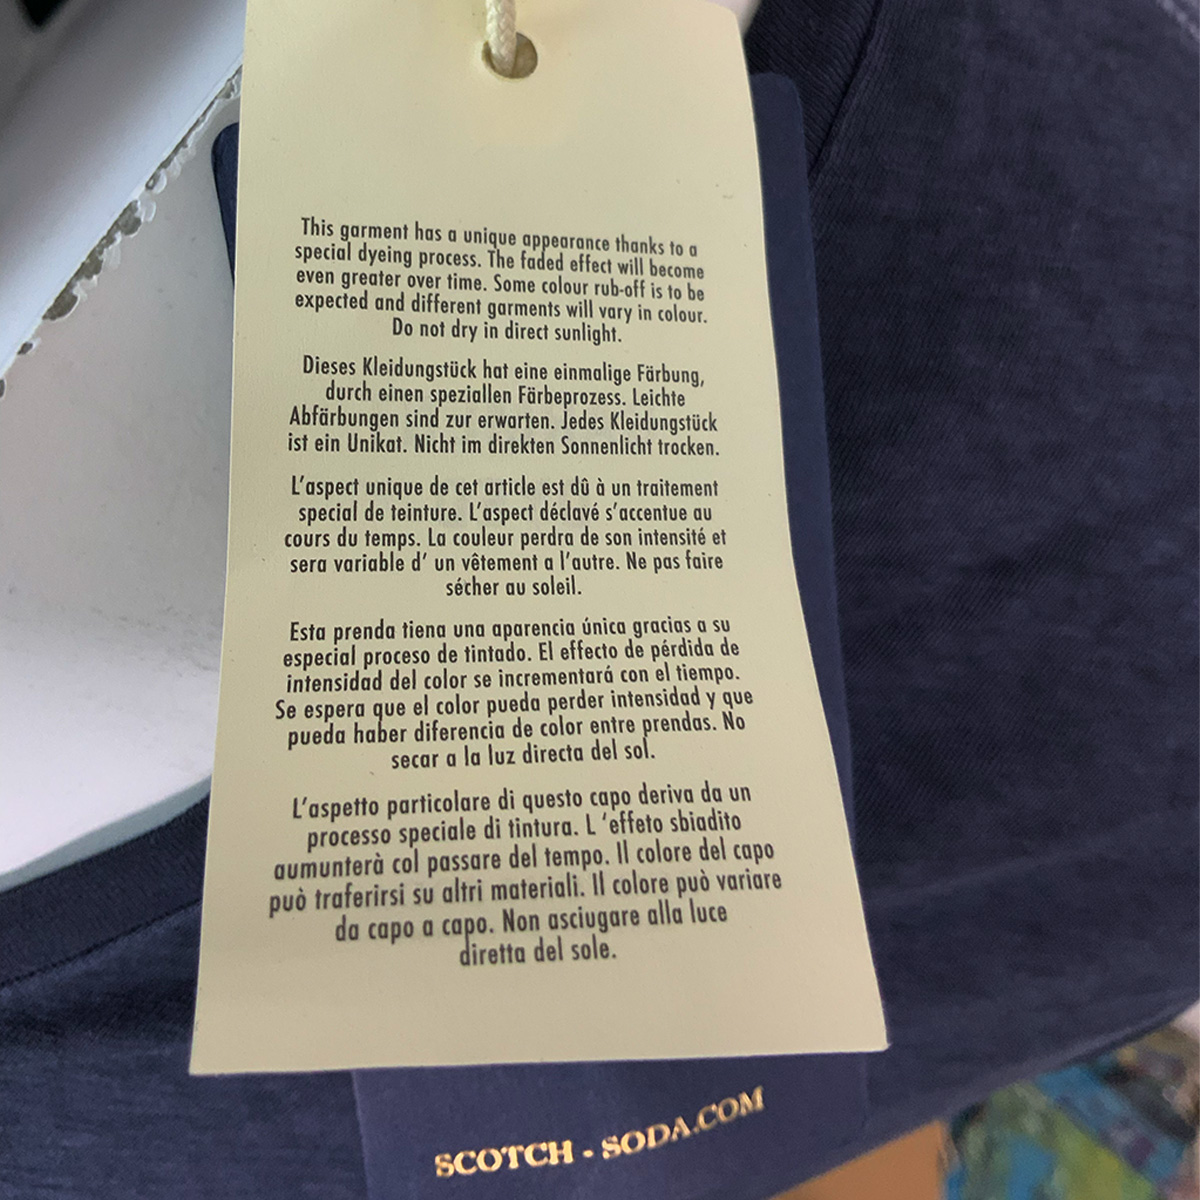 This garment has a unique appearance thanks to a
special dyeing process. The faded effect will become
even greater over time. Some colour rub-off is to be
expected and different garments will vary in colour.
Do not dry in direct sunlight.
Dieses Kleidungstück hat eine einmalige Färbung,
durch einen speziallen Färbeprozess. Leichte
Abfärbungen sind zur erwarten. Jedes Kleidungstück
ist ein Unikat. Nicht im direkten Sonnenlicht trocken.
L'aspect unique de cet article est dû à un traitement
special de teinture. L'aspect déclavé s'accentue au
cours du temps. La couleur perdra de son intensité et
sera variable d' un vêtement a l'autre. Ne pas faire
sécher au soleil.
Esta prenda tiena una aparencia única gracias a su
especial proceso de tintado. El effecto de pérdida de
intensidad del color se incrementará con el tiempo.
Se espera que el color pueda perder intensidad y que
pueda haber diferencia de color entre prendas. No
secar a la luz directa del sol.
L'aspetto particolare di questo capo deriva da un
processo speciale di tintura. L 'effeto sbiadito
aumunterà col passare del tempo. Il colore del capo
può traferirsi su altri materiali. Il colore può variare
da capo a capo. Non asciugare alla luce
diretta del sole.
SCOTCH - SODA.COM